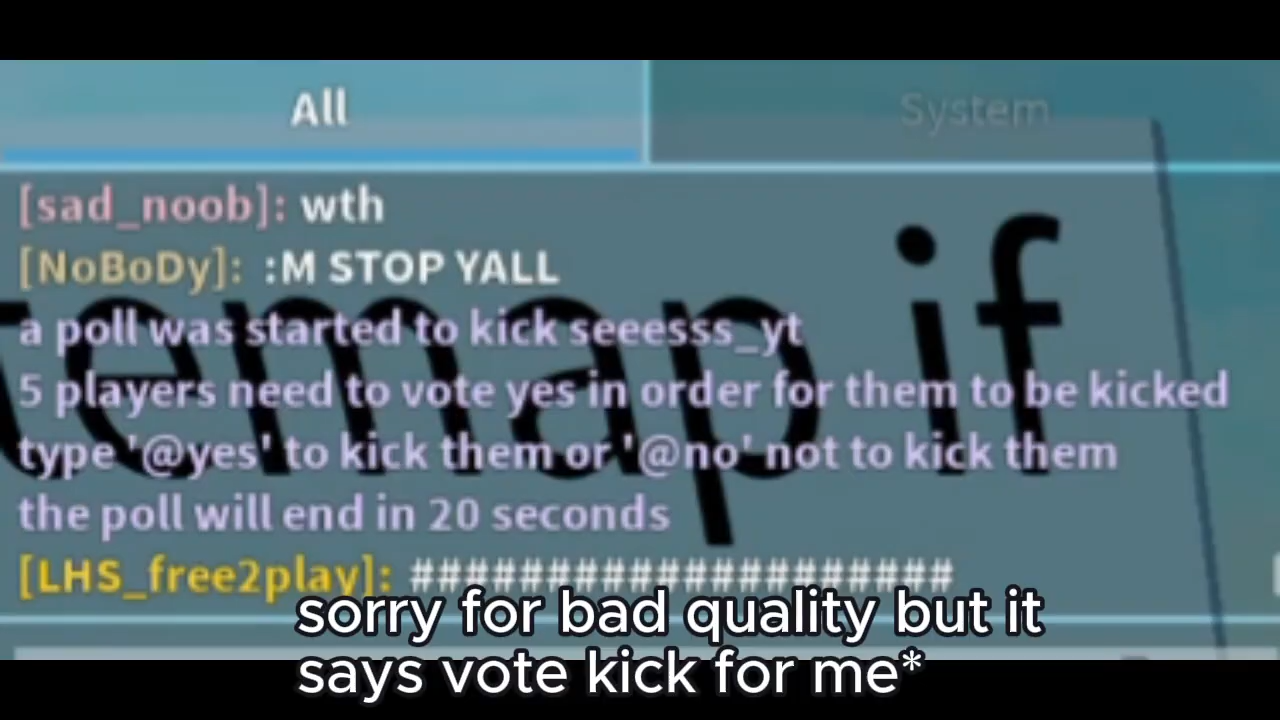 All
System
[sad_noob]: wth
[NoBoDy]: :M STOP YALL
a poll was started to kick seeesss_yt
5 players need to vote yes in order for them to be kicked
type '@yes' to kick them or '@no' not to kick them
the poll will end in 20 seconds
[LHS_free2play]: ####################
temap if
sorry for bad quality but it
says vote kick for me*